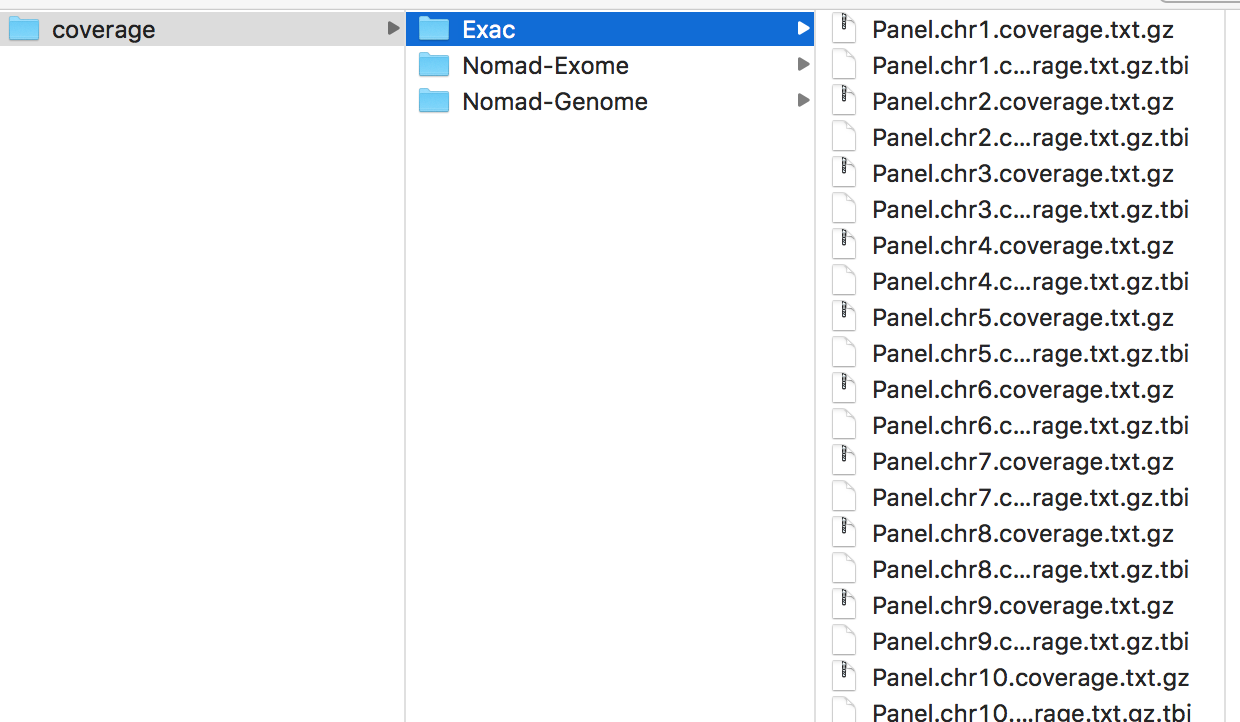 coverage
Exac
Nomad-Exome
Nomad-Genome
Panel.chr1.coverage.txt.gz
Panel.chr1.c...rage.txt.gz.tbi
Panel.chr2.coverage.txt.gz
Panel.chr2.c...rage.txt.gz.tbi
Panel.chr3.coverage.txt.gz
Panel.chr3.c...rage.txt.gz.tbi
Panel.chr4.coverage.txt.gz
Panel.chr4.c...rage.txt.gz.tbi
Panel.chr5.coverage.txt.gz
Panel.chr5.c...rage.txt.gz.tbi
Panel.chr6.coverage.txt.gz
Panel.chr6.c...rage.txt.gz.tbi
Panel.chr7.coverage.txt.gz
Panel.chr7.c...rage.txt.gz.tbi
Panel.chr8.coverage.txt.gz
Panel.chr8.c...rage.txt.gz.tbi
Panel.chr9.coverage.txt.gz
Panel.chr9.c...rage.txt.gz.tbi
Panel.chr10.coverage.txt.gz
Panel.chr10....rage.txt.gz.tbi